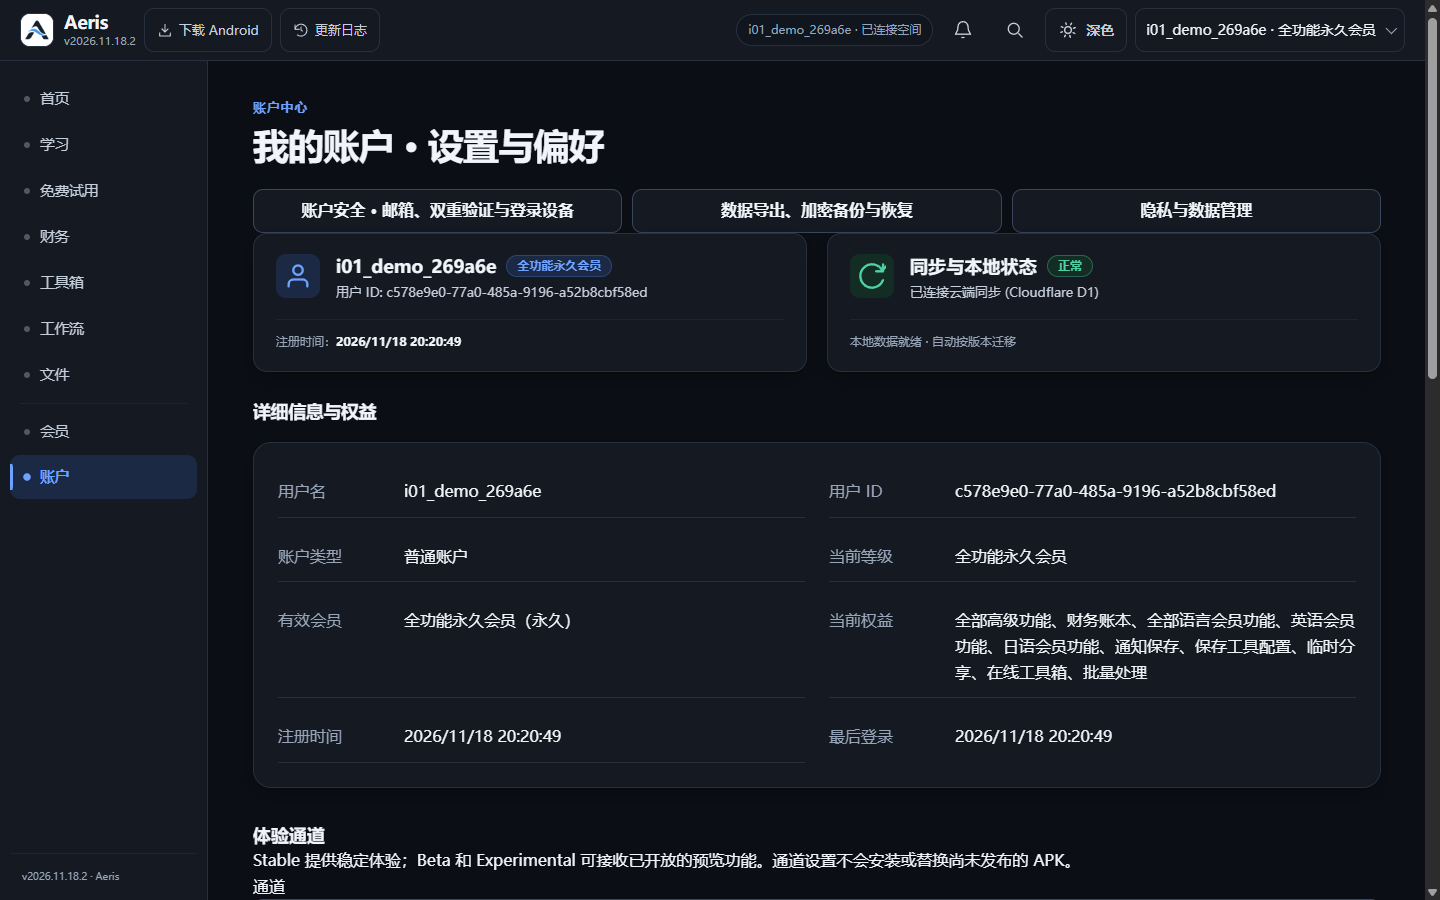 Aeris
v2026.11.18.2
下载 Android
更新日志
i01_demo_269a6e · 已连接空间
深色
i01_demo_269a6e · 全功能永久会员
首页
学习
免费试用
财务
工具箱
工作流
文件
会员
账户
v2026.11.18.2 · Aeris
账户中心
我的账户 • 设置与偏好
账户安全 • 邮箱、双重验证与登录设备
数据导出、加密备份与恢复
隐私与数据管理
i01_demo_269a6e 全功能永久会员
用户 ID: c578e9e0-77a0-485a-9196-a52b8cbf58ed
注册时间: 2026/11/18 20:20:49
同步与本地状态 正常
已连接云端同步 (Cloudflare D1)
本地数据就绪 · 自动按版本迁移
详细信息与权益
用户名 i01_demo_269a6e
用户 ID c578e9e0-77a0-485a-9196-a52b8cbf58ed
账户类型 普通账户
当前等级 全功能永久会员
有效会员 全功能永久会员（永久）
当前权益 全部高级功能、财务账本、全部语言会员功能、英语会员
功能、日语会员功能、通知保存、保存工具配置、临时分
享、在线工具箱、批量处理
注册时间 2026/11/18 20:20:49
最后登录 2026/11/18 20:20:49
体验通道
Stable 提供稳定体验；Beta 和 Experimental 可接收已开放的预览功能。通道设置不会安装或替换尚未发布的 APK。
通道